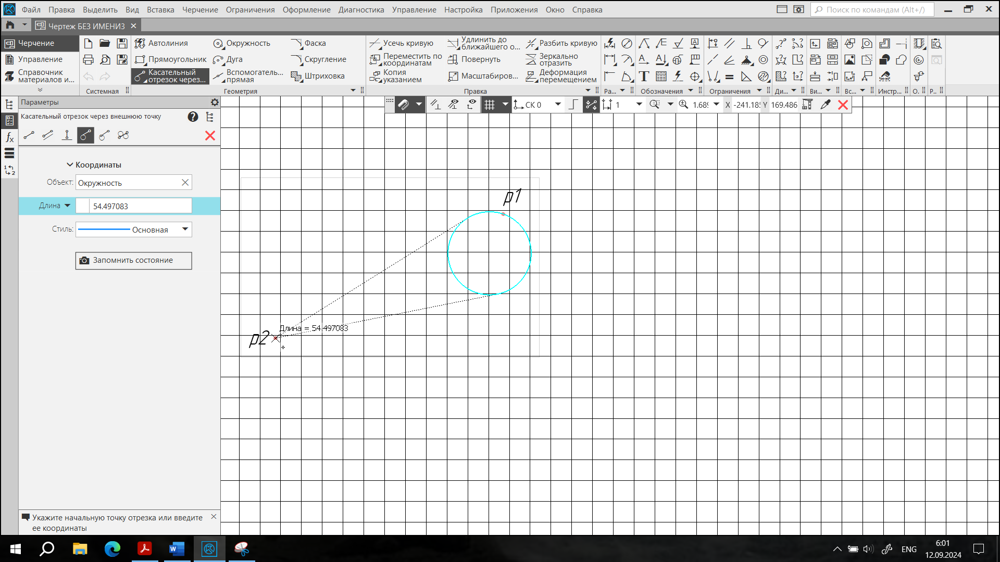 Файл Правка Выделить Вид Вставка Черчение Ограничения Оформление Диагностика Управление Настройка Приложения Окно Справка
Поиск по командам (Alt+/)
Чертеж БЕЗ ИМЕНИ3
Черчение
Управление
Справочник
материалов и...
Системная
Автолиния
Прямоугольник
Касательный
отрезок через...
Окружность
Дуга
Вспомогатель...
прямая
Фаска
Скругление
Штриховка
Геометрия
Усечь кривую
Переместить по
координатам
Копия
указанием
Удлинить до
ближайшего о...
Повернуть
Масштабиров...
Разбить кривую
Зеркально
отразить
Деформация
перемещением
Правка
Ра...
Обозначения
Ограничения
Ди...
Ви...
Вс...
Инстр...
О.
Р..
Параметры
Касательный отрезок через внешнюю точку
СК 0
1
1.689
X -241.185
Y 169.486
Координаты
Объект: Окружность
Длина 54.497083
Стиль: Основная
Запомнить состояние
p1
Длина = 54.497083
p2
Укажите начальную точку отрезка или введите
ее координаты
ENG
6:01
12.09.2024